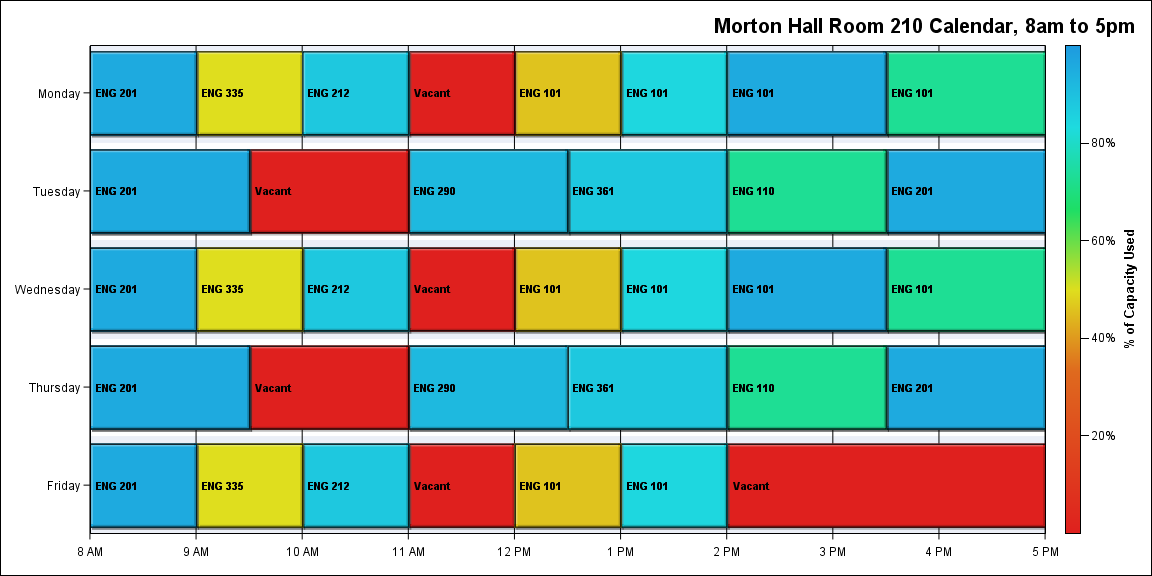 Morton Hall Room 210 Calendar, 8am to 5pm
Monday
ENG 201 ENG 335 ENG 212 Vacant ENG 101 ENG 101 ENG 101 ENG 101
Tuesday
ENG 201 Vacant ENG 290 ENG 361 ENG 110 ENG 201
Wednesday
ENG 201 ENG 335 ENG 212 Vacant ENG 101 ENG 101 ENG 101 ENG 101
Thursday
ENG 201 Vacant ENG 290 ENG 361 ENG 110 ENG 201
Friday
ENG 201 ENG 335 ENG 212 Vacant ENG 101 ENG 101 Vacant
8 AM 9 AM 10 AM 11 AM 12 PM 1 PM 2 PM 3 PM 4 PM 5 PM
80%
60%
40%
20%
% of Capacity Used